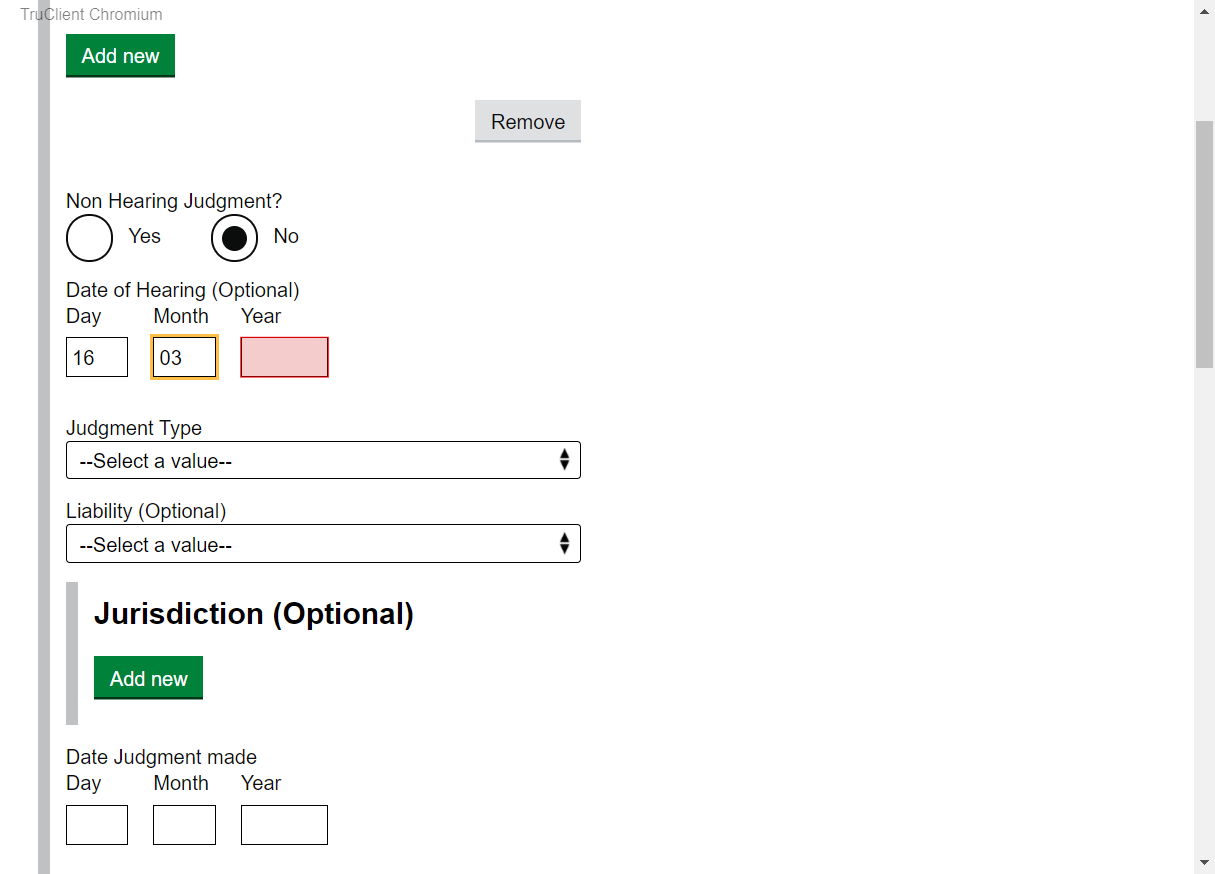 TruClient Chromium
Add new
Remove
Non Hearing Judgment?
Yes No
Date of Hearing (Optional)
Day Month Year
16 03
Judgment Type
--Select a value--
Liability (Optional)
--Select a value--
Jurisdiction (Optional)
Add new
Date Judgment made
Day Month Year